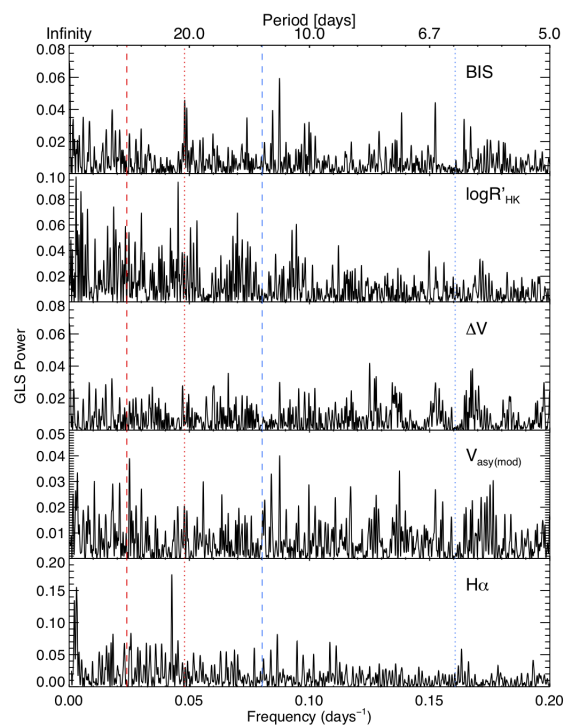 Period [days]
Infinity 20.0 10.0 6.7 5.0
0.08
0.06
0.04
0.02
BIS
0.10
0.08
0.06
0.04
0.02
logR'HK
0.08
0.06
0.04
0.02
ΔV
GLS Power
0.05
0.04
0.03
0.02
0.01
Vasy(mod)
0.20
0.15
0.10
0.05
0.00
Hα
0.00 0.05 0.10 0.15 0.20
Frequency (days⁻¹)